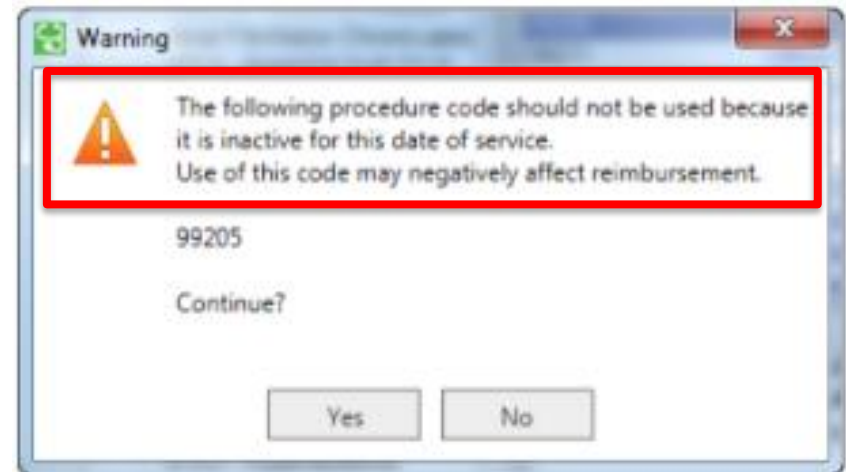 Warning
The following procedure code should not be used because
it is inactive for this date of service.
Use of this code may negatively affect reimbursement.
99205
Continue?
Yes No